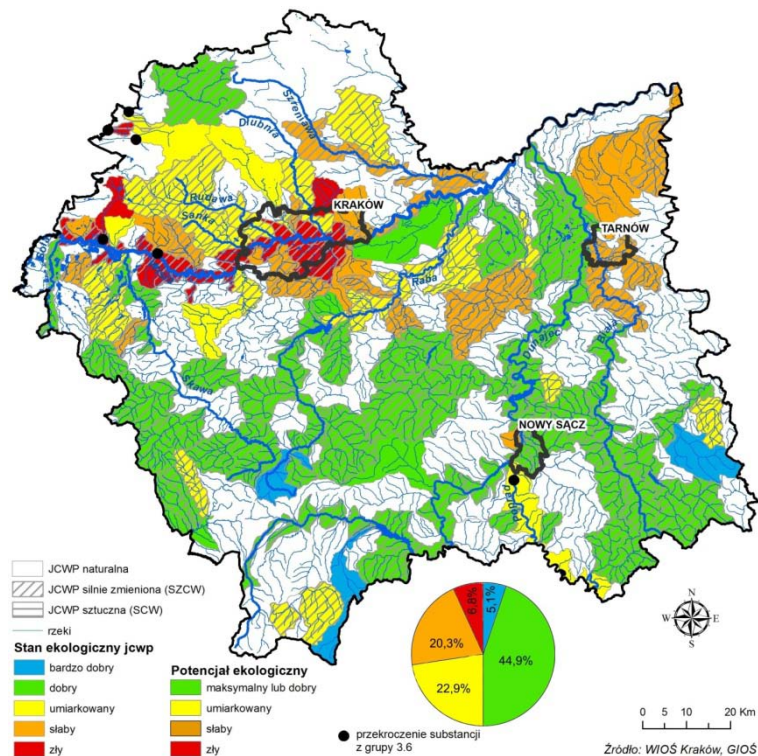 Szreniawa
Dłubnia
Rudawa
Sanka
KRAKÓW
TARNÓW
Raba
Dunajec
Biała
Skawa
NOWY SĄCZ
Poprad
JCWP naturalna
JCWP silnie zmieniona (SZCW)
JCWP sztuczna (SCW)
rzeki
Stan ekologiczny jcwp
bardzo dobry
dobry
umiarkowany
słaby
zły
Potencjał ekologiczny
maksymalny lub dobry
umiarkowany
słaby
zły
6,8%
5,1%
20,3%
44,9%
22,9%
przekroczenie substancji
z grupy 3.6
N
W E
S
0 10 20 Km
Źródło: WIOŚ Kraków, GIOŚ